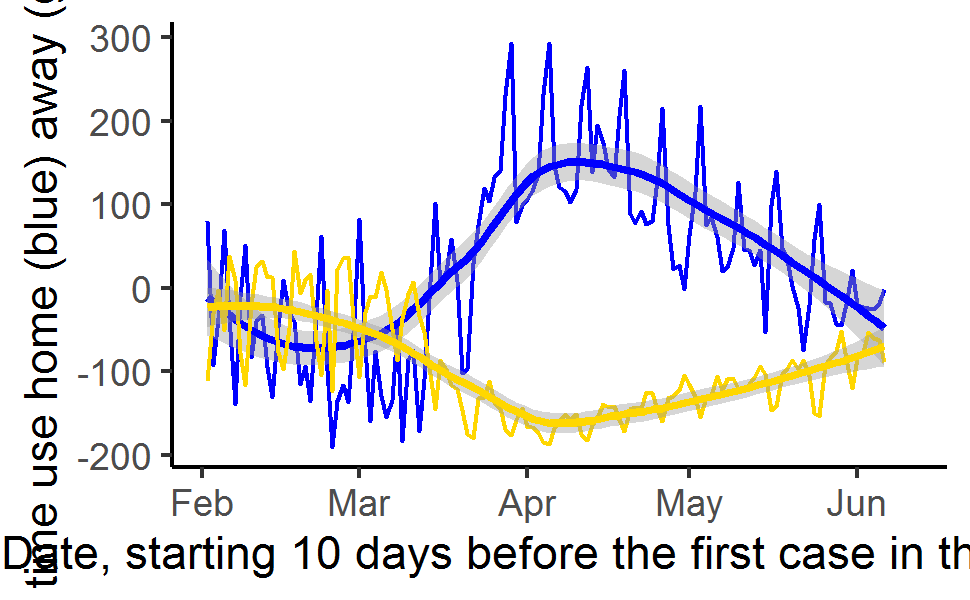 time use home (blue) away (
300
200
100
0
-100
-200
Feb Mar Apr May Jun
Date, starting 10 days before the first case in th